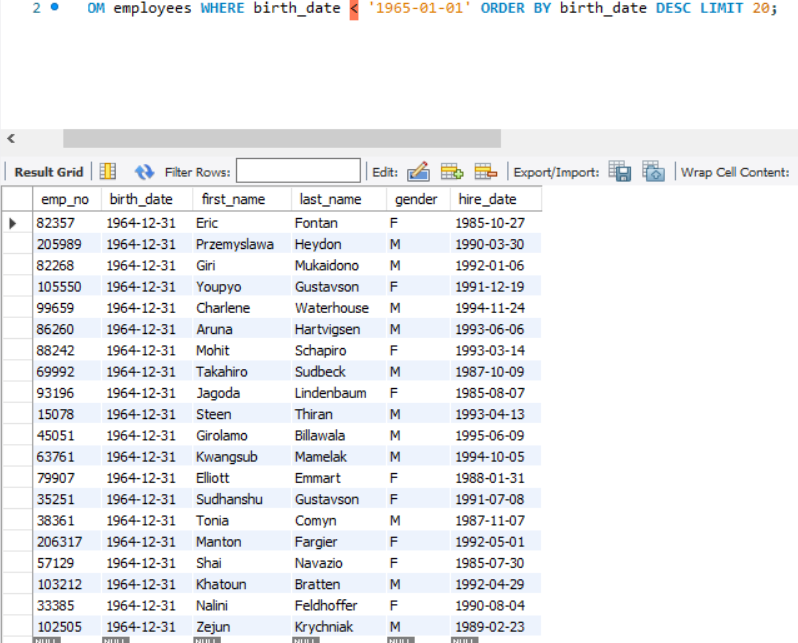 2 OM employees WHERE birth_date < '1965-01-01' ORDER BY birth_date DESC LIMIT 20;
Result Grid Filter Rows: Edit: Export/Import: Wrap Cell Content:
emp_no birth_date first_name last_name gender hire_date
82357 1964-12-31 Eric Fontan F 1985-10-27
205989 1964-12-31 Przemyslawa Heydon M 1990-03-30
82268 1964-12-31 Giri Mukaidono M 1992-01-06
105550 1964-12-31 Youpyo Gustavson F 1991-12-19
99659 1964-12-31 Charlene Waterhouse M 1994-11-24
86260 1964-12-31 Aruna Hartvigsen M 1993-06-06
88242 1964-12-31 Mohit Schapiro F 1993-03-14
69992 1964-12-31 Takahiro Sudbeck M 1987-10-09
93196 1964-12-31 Jagoda Lindenbaum F 1985-08-07
15078 1964-12-31 Steen Thiran M 1993-04-13
45051 1964-12-31 Girolamo Billawala M 1995-06-09
63761 1964-12-31 Kwangsub Mamelak M 1994-10-05
79907 1964-12-31 Elliott Emmart F 1988-01-31
35251 1964-12-31 Sudhanshu Gustavson F 1991-07-08
38361 1964-12-31 Tonia Comyn M 1987-11-07
206317 1964-12-31 Manton Fargier F 1992-05-01
57129 1964-12-31 Shai Navazio F 1985-07-30
103212 1964-12-31 Khatoun Bratten M 1992-04-29
33385 1964-12-31 Nalini Feldhoffer F 1990-08-04
102505 1964-12-31 Zejun Krychniak M 1989-02-23
NULL NULL NULL NULL NULL NULL